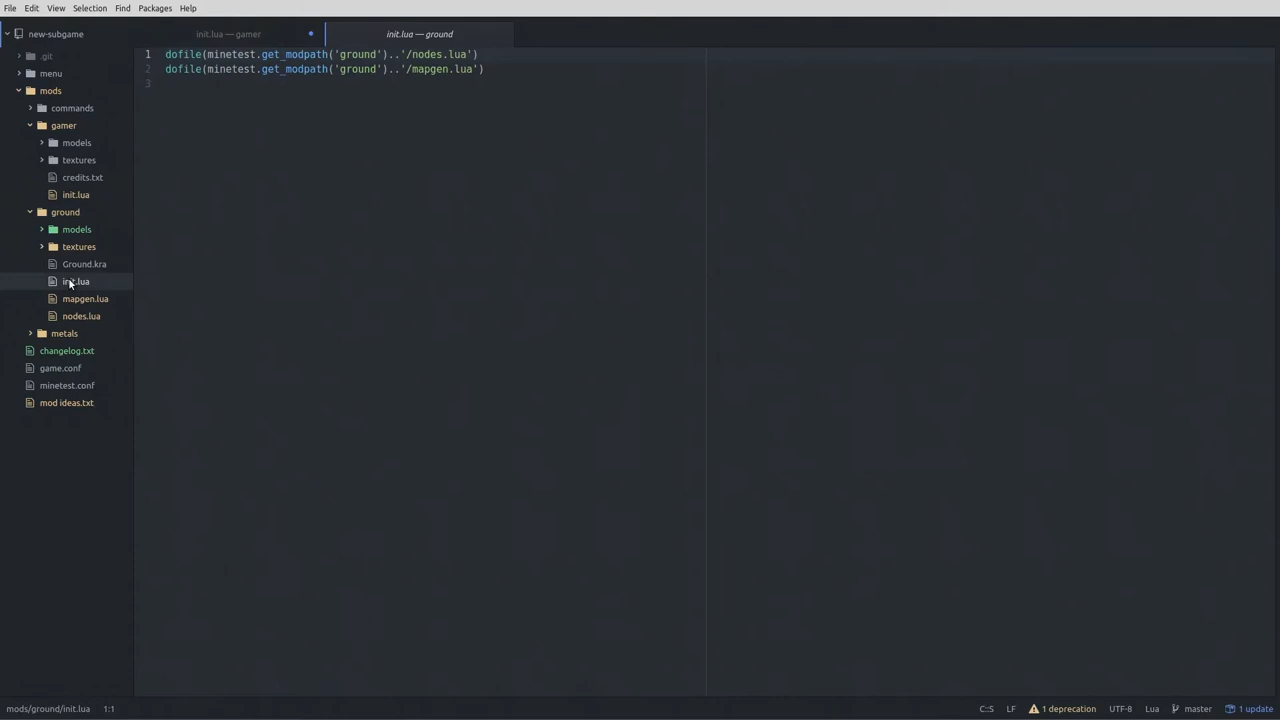 File Edit View Selection Find Packages Help
new-subgame
init.lua — gamer
init.lua — ground
.git
menu
mods
commands
gamer
models
textures
credits.txt
init.lua
ground
models
textures
Ground.kra
init.lua
mapgen.lua
nodes.lua
metals
changelog.txt
game.conf
minetest.conf
mod ideas.txt
1 dofile(minetest.get_modpath('ground')..'/nodes.lua')
2 dofile(minetest.get_modpath('ground')..'/mapgen.lua')
3
mods/ground/init.lua 1:1 C::S LF 1 deprecation UTF-8 Lua master 1 update